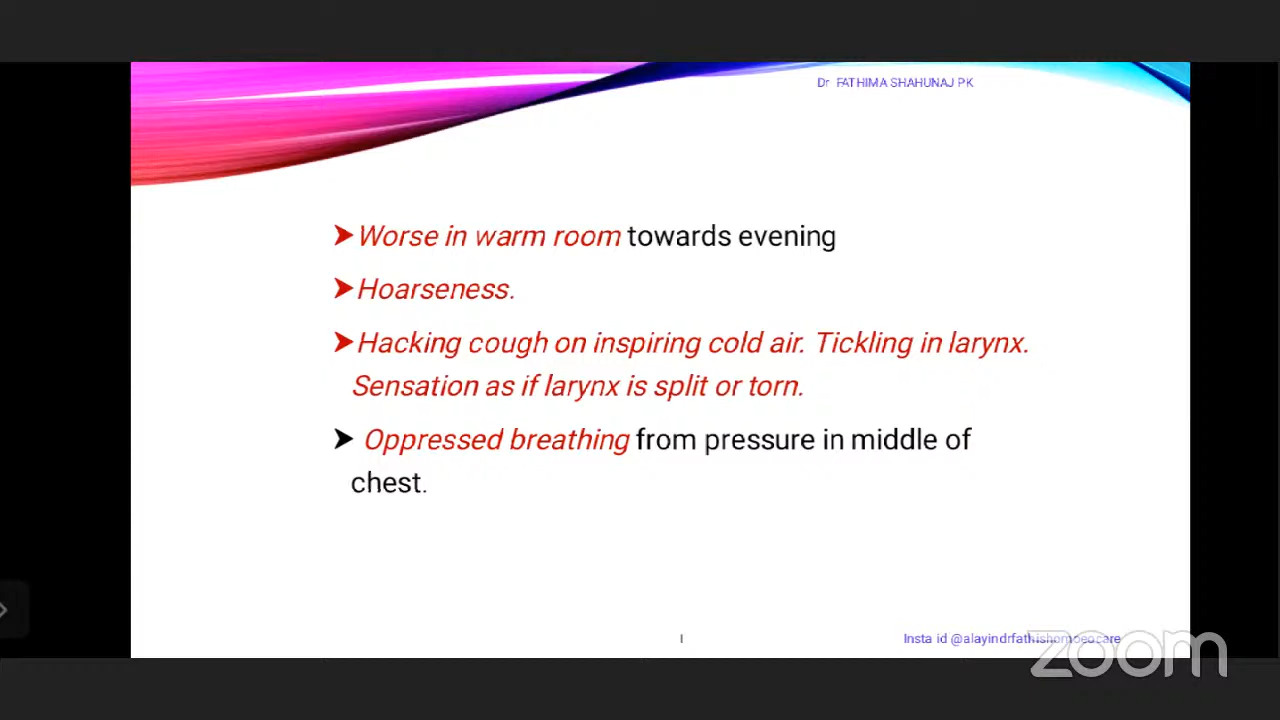 Dr FATHIMA SHAHUNAJ PK
➤Worse in warm room towards evening
➤Hoarseness.
➤Hacking cough on inspiring cold air. Tickling in larynx.
Sensation as if larynx is split or torn.
➤ Oppressed breathing from pressure in middle of
chest.
Insta id @alayindrfathishomoeocare
zoom